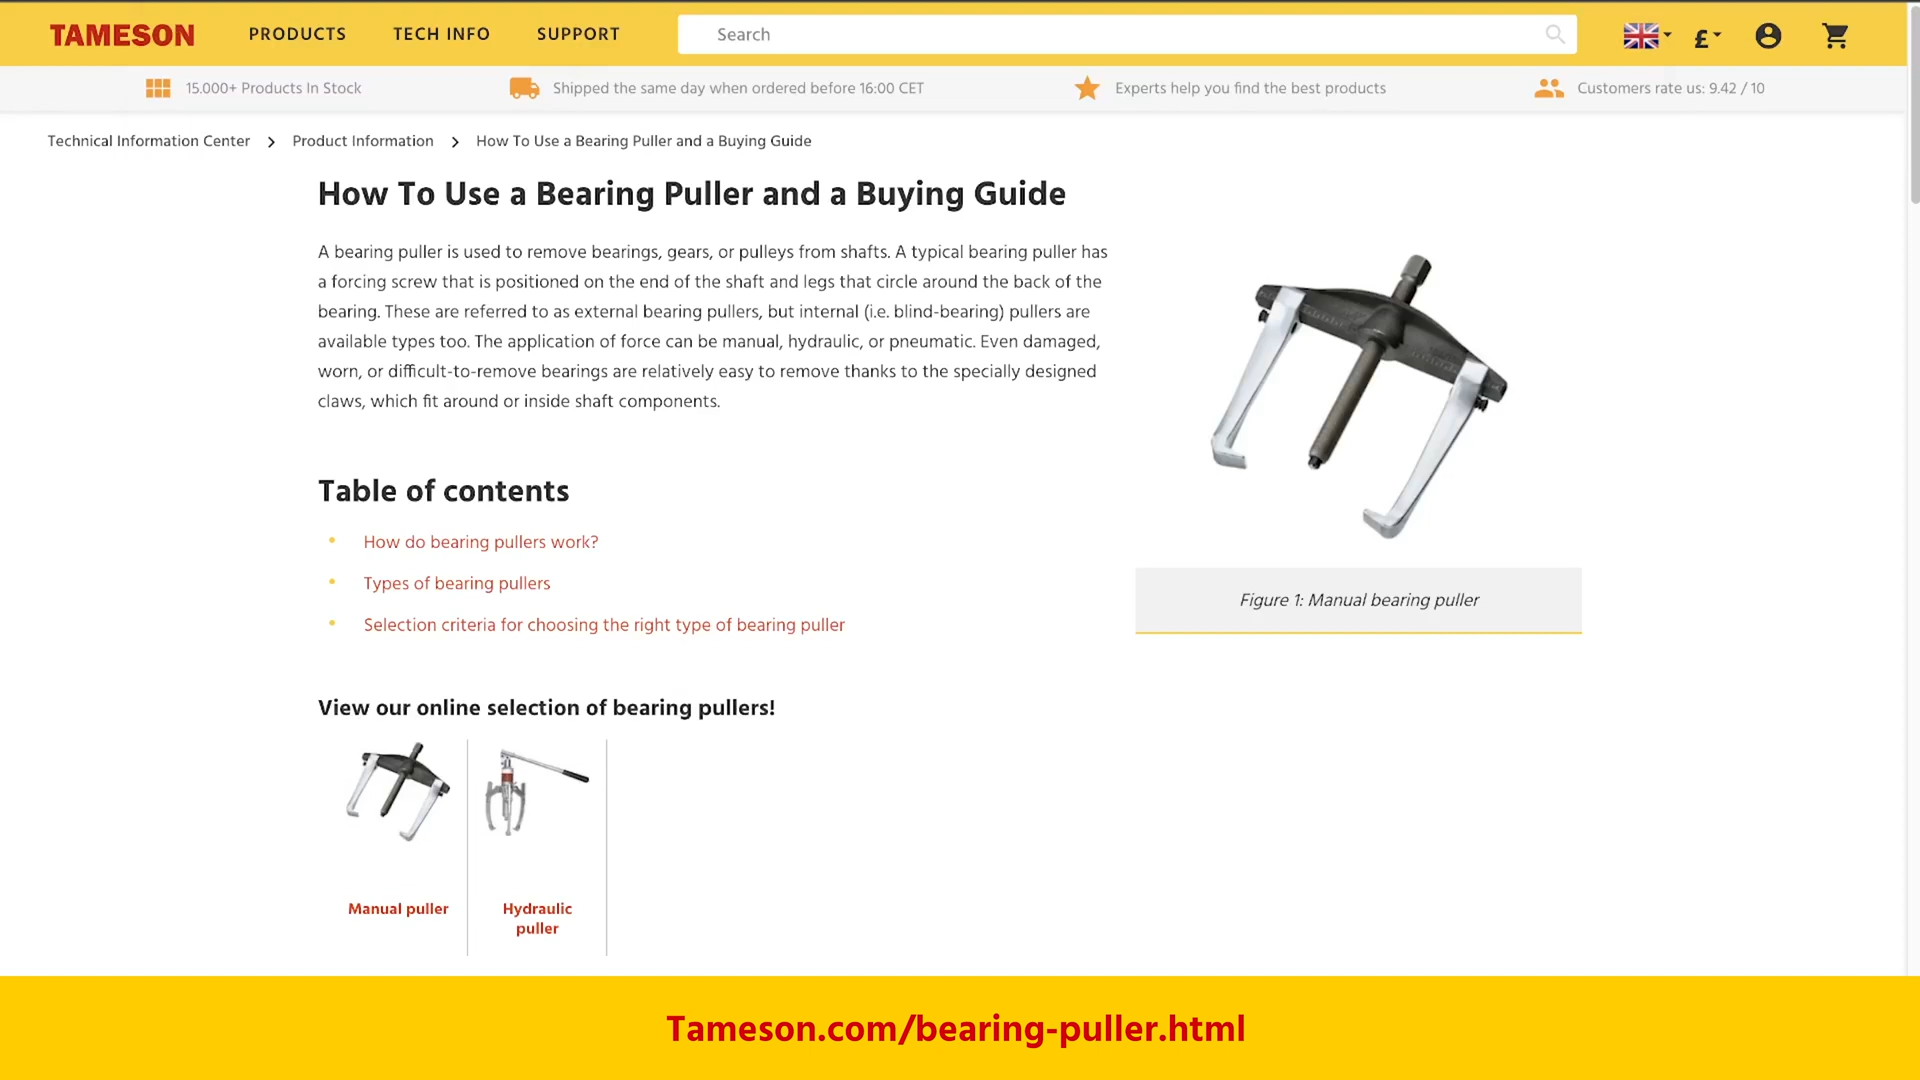 TAMESON
PRODUCTS
TECH INFO
SUPPORT
Search
£
15.000+ Products In Stock
Shipped the same day when ordered before 16:00 CET
Experts help you find the best products
Customers rate us: 9.42 / 10
Technical Information Center
Product Information
How To Use a Bearing Puller and a Buying Guide
How To Use a Bearing Puller and a Buying Guide
A bearing puller is used to remove bearings, gears, or pulleys from shafts. A typical bearing puller has
a forcing screw that is positioned on the end of the shaft and legs that circle around the back of the
bearing. These are referred to as external bearing pullers, but internal (i.e. blind-bearing) pullers are
available types too. The application of force can be manual, hydraulic, or pneumatic. Even damaged,
worn, or difficult-to-remove bearings are relatively easy to remove thanks to the specially designed
claws, which fit around or inside shaft components.
Figure 1: Manual bearing puller
Table of contents
• How do bearing pullers work?
• Types of bearing pullers
• Selection criteria for choosing the right type of bearing puller
View our online selection of bearing pullers!
Manual puller
Hydraulic
puller
Tameson.com/bearing-puller.html